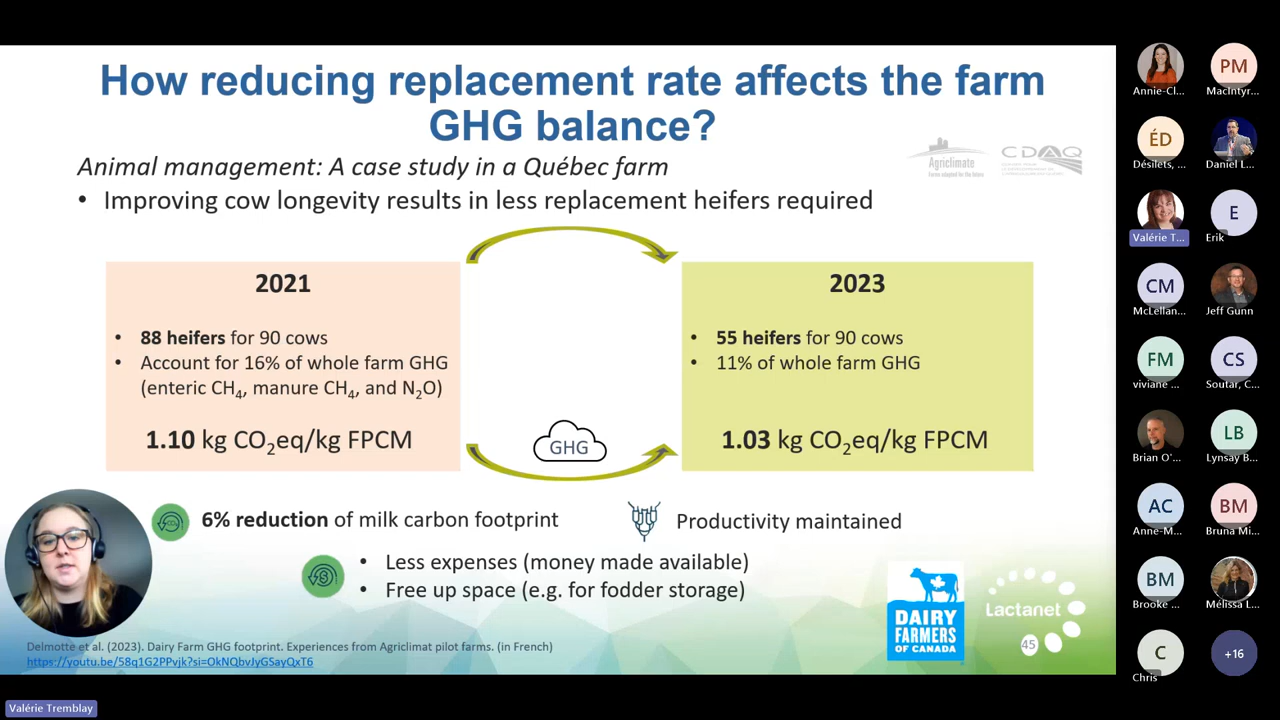 How reducing replacement rate affects the farm
GHG balance?
Animal management: A case study in a Québec farm
Agriclimate
CDAQ
• Improving cow longevity results in less replacement heifers required
2021
• 88 heifers for 90 cows
• Account for 16% of whole farm GHG
(enteric CH₄, manure CH₄, and N₂O)
1.10 kg CO₂eq/kg FPCM
GHG
2023
• 55 heifers for 90 cows
• 11% of whole farm GHG
1.03 kg CO₂eq/kg FPCM
6% reduction of milk carbon footprint
Productivity maintained
• Less expenses (money made available)
• Free up space (e.g. for fodder storage)
DAIRY
FARMERS
OF CANADA
Lactanet
45
Delmotte et al. (2023). Dairy Farm GHG footprint. Experiences from Agriclimat pilot farms. (in French)
https://youtu.be/58q1G2PPvjk?si=OkNQbvJyGSayQxT6
Valérie Tremblay
Annie-Cl...
PM
MacIntyr...
ÉD
Désilets, ...
Daniel L...
Valérie T...
E
Erik
CM
McLellan...
Jeff Gunn
FM
viviane ...
CS
Soutar, C...
Brian O'...
LB
Lynsay B...
AC
Anne-M...
BM
Bruna Mi...
BM
Brooke ...
Mélissa L...
C
Chris
+16